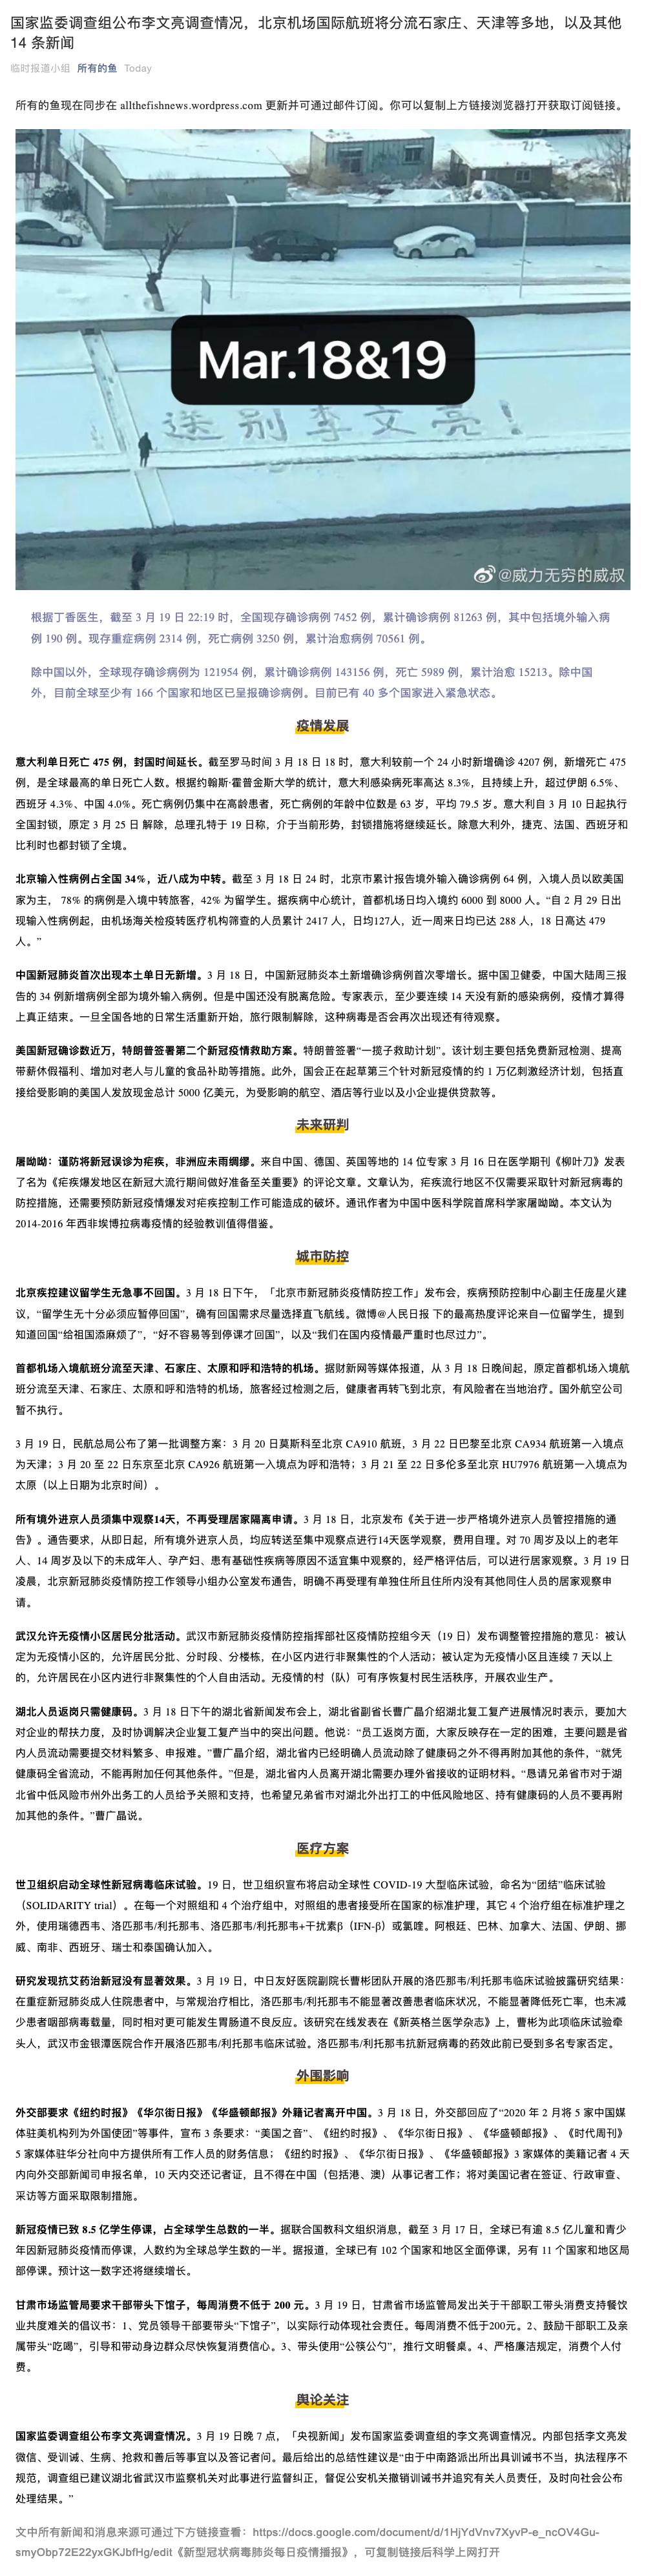 国家监委调查组公布李文亮调查情况，北京机场国际航班将分流石家庄、天津等多地，以及其他
14 条新闻
临时报道小组 所有的鱼 Today
所有的鱼现在同步在 allthefishnews.wordpress.com 更新并可通过邮件订阅。你可以复制上方链接浏览器打开获取订阅链接。
Mar.18&19
送别李文亮！
@威力无穷的威叔
根据丁香医生，截至 3 月 19 日 22:19 时，全国现存确诊病例 7452 例，累计确诊病例 81263 例，其中包括境外输入病
例 190 例。现存重症病例 2314 例，死亡病例 3250 例，累计治愈病例 70561 例。
除中国以外，全球现存确诊病例为 121954 例，累计确诊病例 143156 例，死亡 5989 例，累计治愈 15213。除中国
外，目前全球至少有 166 个国家和地区已呈报确诊病例。目前已有 40 多个国家进入紧急状态。
疫情发展
意大利单日死亡 475 例，封国时间延长。截至罗马时间 3 月 18 日 18 时，意大利较前一个 24 小时新增确诊 4207 例，新增死亡 475
例，是全球最高的单日死亡人数。根据约翰斯·霍普金斯大学的统计，意大利感染病死率高达 8.3%，且持续上升，超过伊朗 6.5%、
西班牙 4.3%、中国 4.0%。死亡病例仍集中在高龄患者，死亡病例的年龄中位数是 63 岁，平均 79.5 岁。意大利自 3 月 10 日起执行
全国封锁，原定 3 月 25 日 解除，总理孔特于 19 日称，介于当前形势，封锁措施将继续延长。除意大利外，捷克、法国、西班牙和
比利时也都封锁了全境。
北京输入性病例占全国 34%，近八成为中转。截至 3 月 18 日 24 时，北京市累计报告境外输入确诊病例 64 例，入境人员以欧美国
家为主， 78% 的病例是入境中转旅客，42% 为留学生。据疾病中心统计，首都机场日均入境约 6000 到 8000 人。“自 2 月 29 日出
现输入性病例起，由机场海关检疫转医疗机构筛查的人员累计 2417 人，日均127人，近一周来日均已达 288 人，18 日高达 479
人。”
中国新冠肺炎首次出现本土单日无新增。3 月 18 日，中国新冠肺炎本土新增确诊病例首次零增长。据中国卫健委，中国大陆周三报
告的 34 例新增病例全部为境外输入病例。但是中国还没有脱离危险。专家表示，至少要连续 14 天没有新的感染病例，疫情才算得
上真正结束。一旦全国各地的日常生活重新开始，旅行限制解除，这种病毒是否会再次出现还有待观察。
美国新冠确诊数近万，特朗普签署第二个新冠疫情救助方案。特朗普签署“一揽子救助计划”。该计划主要包括免费新冠检测、提高
带薪休假福利、增加对老人与儿童的食品补助等措施。此外，国会正在起草第三个针对新冠疫情的约 1 万亿刺激经济计划，包括直
接给受影响的美国人发放现金总计 5000 亿美元，为受影响的航空、酒店等行业以及小企业提供贷款等。
未来研判
屠呦呦：谨防将新冠误诊为疟疾，非洲应未雨绸缪。来自中国、德国、英国等地的 14 位专家 3 月 16 日在医学期刊《柳叶刀》发表
了名为《疟疾爆发地区在新冠大流行期间做好准备至关重要》的评论文章。文章认为，疟疾流行地区不仅需要采取针对新冠病毒的
防控措施，还需要预防新冠疫情爆发对疟疾控制工作可能造成的破坏。通讯作者为中国中医科学院首席科学家屠呦呦。本文认为
2014-2016 年西非埃博拉病毒疫情的经验教训值得借鉴。
城市防控
北京疾控建议留学生无急事不回国。3 月 18 日下午，「北京市新冠肺炎疫情防控工作」发布会，疾病预防控制中心副主任庞星火建
议，“留学生无十分必须应暂停回国”，确有回国需求尽量选择直飞航线。微博@人民日报 下的最高热度评论来自一位留学生，提到
知道回国“给祖国添麻烦了”，“好不容易等到停课才回国”，以及“我们在国内疫情最严重时也尽过力”。
首都机场入境航班分流至天津、石家庄、太原和呼和浩特的机场。据财新网等媒体报道，从 3 月 18 日晚间起，原定首都机场入境航
班分流至天津、石家庄、太原和呼和浩特的机场，旅客经过检测之后，健康者再转飞到北京，有风险者在当地治疗。国外航空公司
暂不执行。
3 月 19 日，民航总局公布了第一批调整方案：3 月 20 日莫斯科至北京 CA910 航班，3 月 22 日巴黎至北京 CA934 航班第一入境点
为天津；3 月 20 至 22 日东京至北京 CA926 航班第一入境点为呼和浩特；3 月 21 至 22 日多伦多至北京 HU7976 航班第一入境点为
太原（以上日期为北京时间）。
所有境外进京人员须集中观察14天，不再受理居家隔离申请。3 月 18 日，北京发布《关于进一步严格境外进京人员管控措施的通
告》。通告要求，从即日起，所有境外进京人员，均应转送至集中观察点进行14天医学观察，费用自理。对 70 周岁及以上的老年
人、14 周岁及以下的未成年人、孕产妇、患有基础性疾病等原因不适宜集中观察的，经严格评估后，可以进行居家观察。3 月 19 日
凌晨，北京新冠肺炎疫情防控工作领导小组办公室发布通告，明确不再受理有单独住所且住所内没有其他同住人员的居家观察申
请。
武汉允许无疫情小区居民分批活动。武汉市新冠肺炎疫情防控指挥部社区疫情防控组今天（19 日）发布调整管控措施的意见：被认
定为无疫情小区的，允许居民分批、分时段、分楼栋，在小区内进行非聚集性的个人活动；被认定为无疫情小区且连续 7 天以上
的，允许居民在小区内进行非聚集性的个人自由活动。无疫情的村（队）可有序恢复村民生活秩序，开展农业生产。
湖北人员返岗只需健康码。3 月 18 日下午的湖北省新闻发布会上，湖北省副省长曹广晶介绍湖北复工复产进展情况时表示，要加大
对企业的帮扶力度，及时协调解决企业复工复产当中的突出问题。他说：“员工返岗方面，大家反映存在一定的困难，主要问题是省
内人员流动需要提交材料繁多、申报难。”曹广晶介绍，湖北省内已经明确人员流动除了健康码之外不得再附加其他的条件，“就凭
健康码全省流动，不能再附加任何其他条件。”但是，湖北省内人员离开湖北需要办理外省接收的证明材料。“恳请兄弟省市对于湖
北省中低风险市州外出务工的人员给予关照和支持，也希望兄弟省市对湖北外出打工的中低风险地区、持有健康码的人员不要再附
加其他的条件。”曹广晶说。
医疗方案
世卫组织启动全球性新冠病毒临床试验。19 日，世卫组织宣布将启动全球性 COVID-19 大型临床试验，命名为“团结”临床试验
（SOLIDARITY trial）。在每一个对照组和 4 个治疗组中，对照组的患者接受所在国家的标准护理，其它 4 个治疗组在标准护理之
外，使用瑞德西韦、洛匹那韦/利托那韦、洛匹那韦/利托那韦+干扰素β（IFN-β）或氯喹。阿根廷、巴林、加拿大、法国、伊朗、挪
威、南非、西班牙、瑞士和泰国确认加入。
研究发现抗艾药治新冠没有显著效果。3 月 19 日，中日友好医院副院长曹彬团队开展的洛匹那韦/利托那韦临床试验披露研究结果：
在重症新冠肺炎成人住院患者中，与常规治疗相比，洛匹那韦/利托那韦不能显著改善患者临床状况，不能显著降低死亡率，也未减
少患者咽部病毒载量，同时相对更可能发生胃肠道不良反应。该研究在线发表在《新英格兰医学杂志》上，曹彬为此项临床试验牵
头人，武汉市金银潭医院合作开展洛匹那韦/利托那韦临床试验。洛匹那韦/利托那韦抗新冠病毒的药效此前已受到多名专家否定。
外围影响
外交部要求《纽约时报》《华尔街日报》《华盛顿邮报》外籍记者离开中国。3 月 18 日，外交部回应了“2020 年 2 月将 5 家中国媒
体驻美机构列为外国使团”等事件，宣布 3 条要求：“美国之音”、《纽约时报》、《华尔街日报》、《华盛顿邮报》、《时代周刊》
5 家媒体驻华分社向中方提供所有工作人员的财务信息；《纽约时报》、《华尔街日报》、《华盛顿邮报》3 家媒体的美籍记者 4 天
内向外交部新闻司申报名单，10 天内交还记者证，且不得在中国（包括港、澳）从事记者工作；将对美国记者在签证、行政审查、
采访等方面采取限制措施。
新冠疫情已致 8.5 亿学生停课，占全球学生总数的一半。据联合国教科文组织消息，截至 3 月 17 日，全球已有逾 8.5 亿儿童和青少
年因新冠肺炎疫情而停课，人数约为全球总学生数的一半。据报道，全球已有 102 个国家和地区全面停课，另有 11 个国家和地区局
部停课。预计这一数字还将继续增长。
甘肃市场监管局要求干部带头下馆子，每周消费不低于 200 元。3 月 19 日，甘肃省市场监管局发出关于干部职工带头消费支持餐饮
业共度难关的倡议书：1、党员领导干部要带头“下馆子”，以实际行动体现社会责任。每周消费不低于200元。2、鼓励干部职工及亲
属带头“吃喝”，引导和带动身边群众尽快恢复消费信心。3、带头使用“公筷公勺”，推行文明餐桌。4、严格廉洁规定，消费个人付
费。
舆论关注
国家监委调查组公布李文亮调查情况。3 月 19 日晚 7 点，「央视新闻」发布国家监委调查组的李文亮调查情况。内部包括李文亮发
微信、受训诫、生病、抢救和善后等事宜以及答记者问。最后给出的总结性建议是“由于中南路派出所出具训诫书不当，执法程序不
规范，调查组已建议湖北省武汉市监察机关对此事进行监督纠正，督促公安机关撤销训诫书并追究有关人员责任，及时向社会公布
处理结果。”
文中所有新闻和消息来源可通过下方链接查看：https://docs.google.com/document/d/1HjYdVnv7XyvP-e_ncOV4Gu-
smyObp72E22yxGKJbfHg/edit《新型冠状病毒肺炎每日疫情播报》，可复制链接后科学上网打开